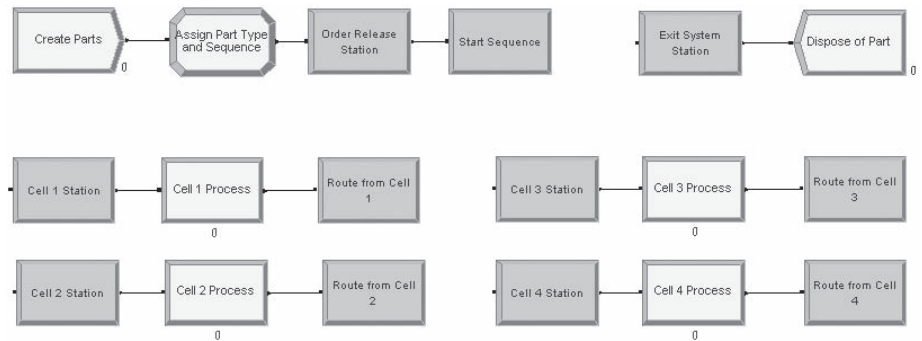 Create Parts
0
Assign Part Type
and Sequence
Order Release
Station
Start Sequence
Exit System
Station
Dispose of Part
0
Cell 1 Station
Cell 1 Process
0
Route from Cell
1
Cell 3 Station
Cell 3 Process
0
Route from Cell
3
Cell 2 Station
Cell 2 Process
0
Route from Cell
2
Cell 4 Station
Cell 4 Process
0
Route from Cell
4